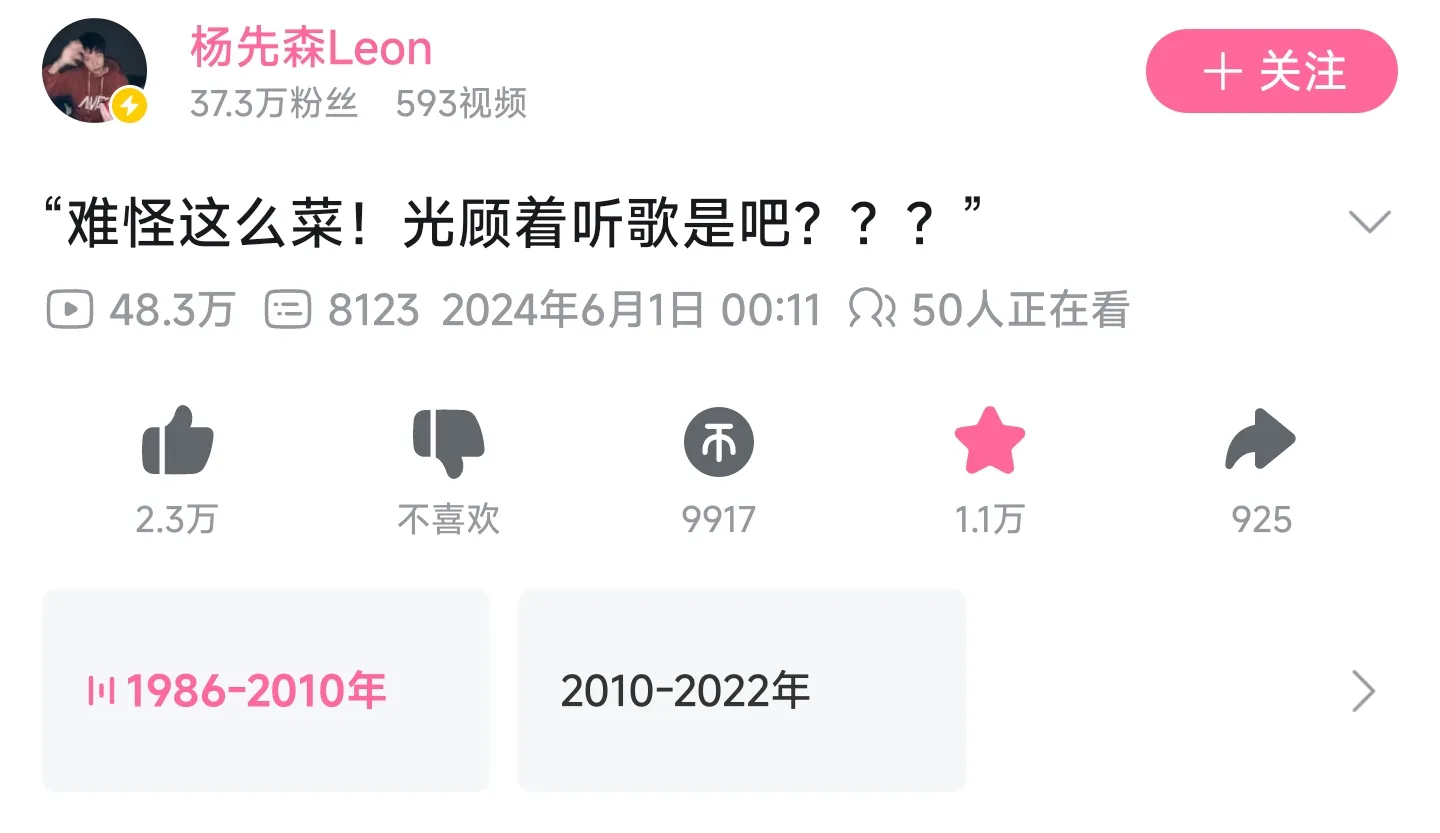 杨先森Leon
37.3万粉丝 593视频
+ 关注
“难怪这么菜！光顾着听歌是吧？？？”
48.3万 8123 2024年6月1日 00:11 50人正在看
2.3万 不喜欢 9917 1.1万 925
1986-2010年 2010-2022年